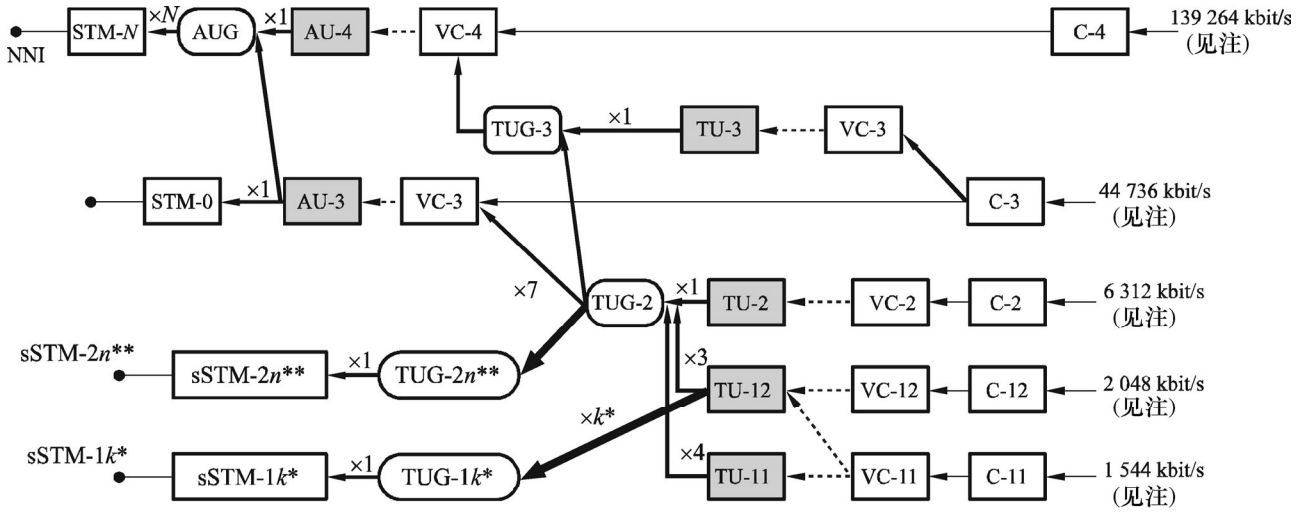 STM-N ×N AUG ×1 AU-4 VC-4 C-4 139 264 kbit/s
NNI (见注)
TUG-3 ×1 TU-3 VC-3
STM-0 ×1 AU-3 VC-3 C-3 44 736 kbit/s
(见注)
×7 TUG-2 ×1 TU-2 VC-2 C-2 6 312 kbit/s
(见注)
sSTM-2n**
sSTM-2n** ×1 TUG-2n** ×3 TU-12 VC-12 C-12 2 048 kbit/s
(见注)
×k*
sSTM-1k*
sSTM-1k* ×1 TUG-1k* ×4 TU-11 VC-11 C-11 1 544 kbit/s
(见注)